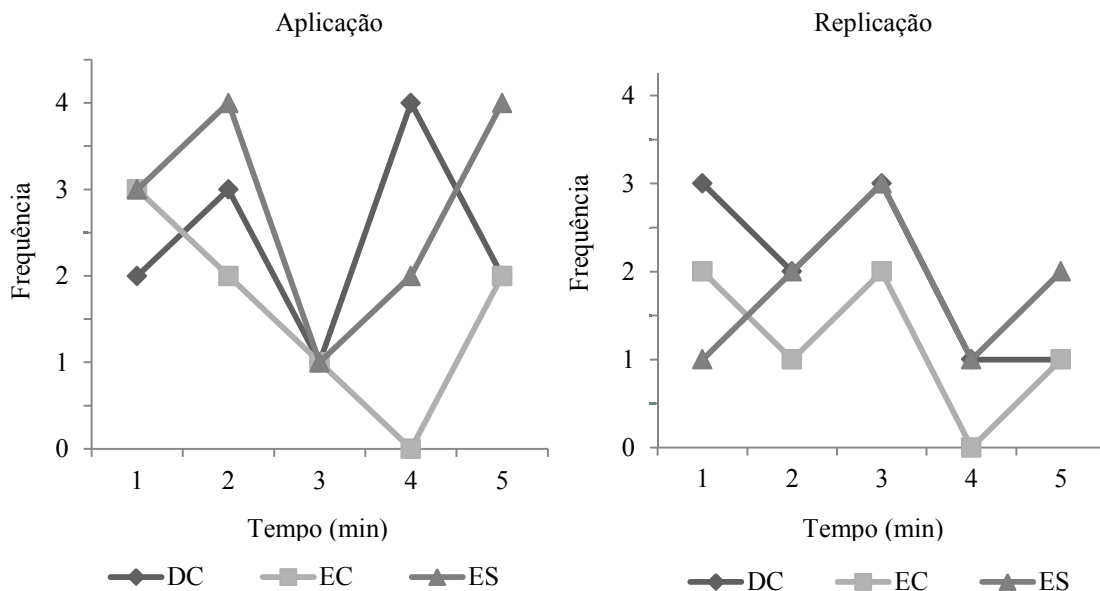 Aplicação
4
3
2
1
0
Frequência
1 2 3 4 5
Tempo (min)
DC EC ES
Replicação
4
3
2
1
0
Frequência
1 2 3 4 5
Tempo (min)
DC EC ES